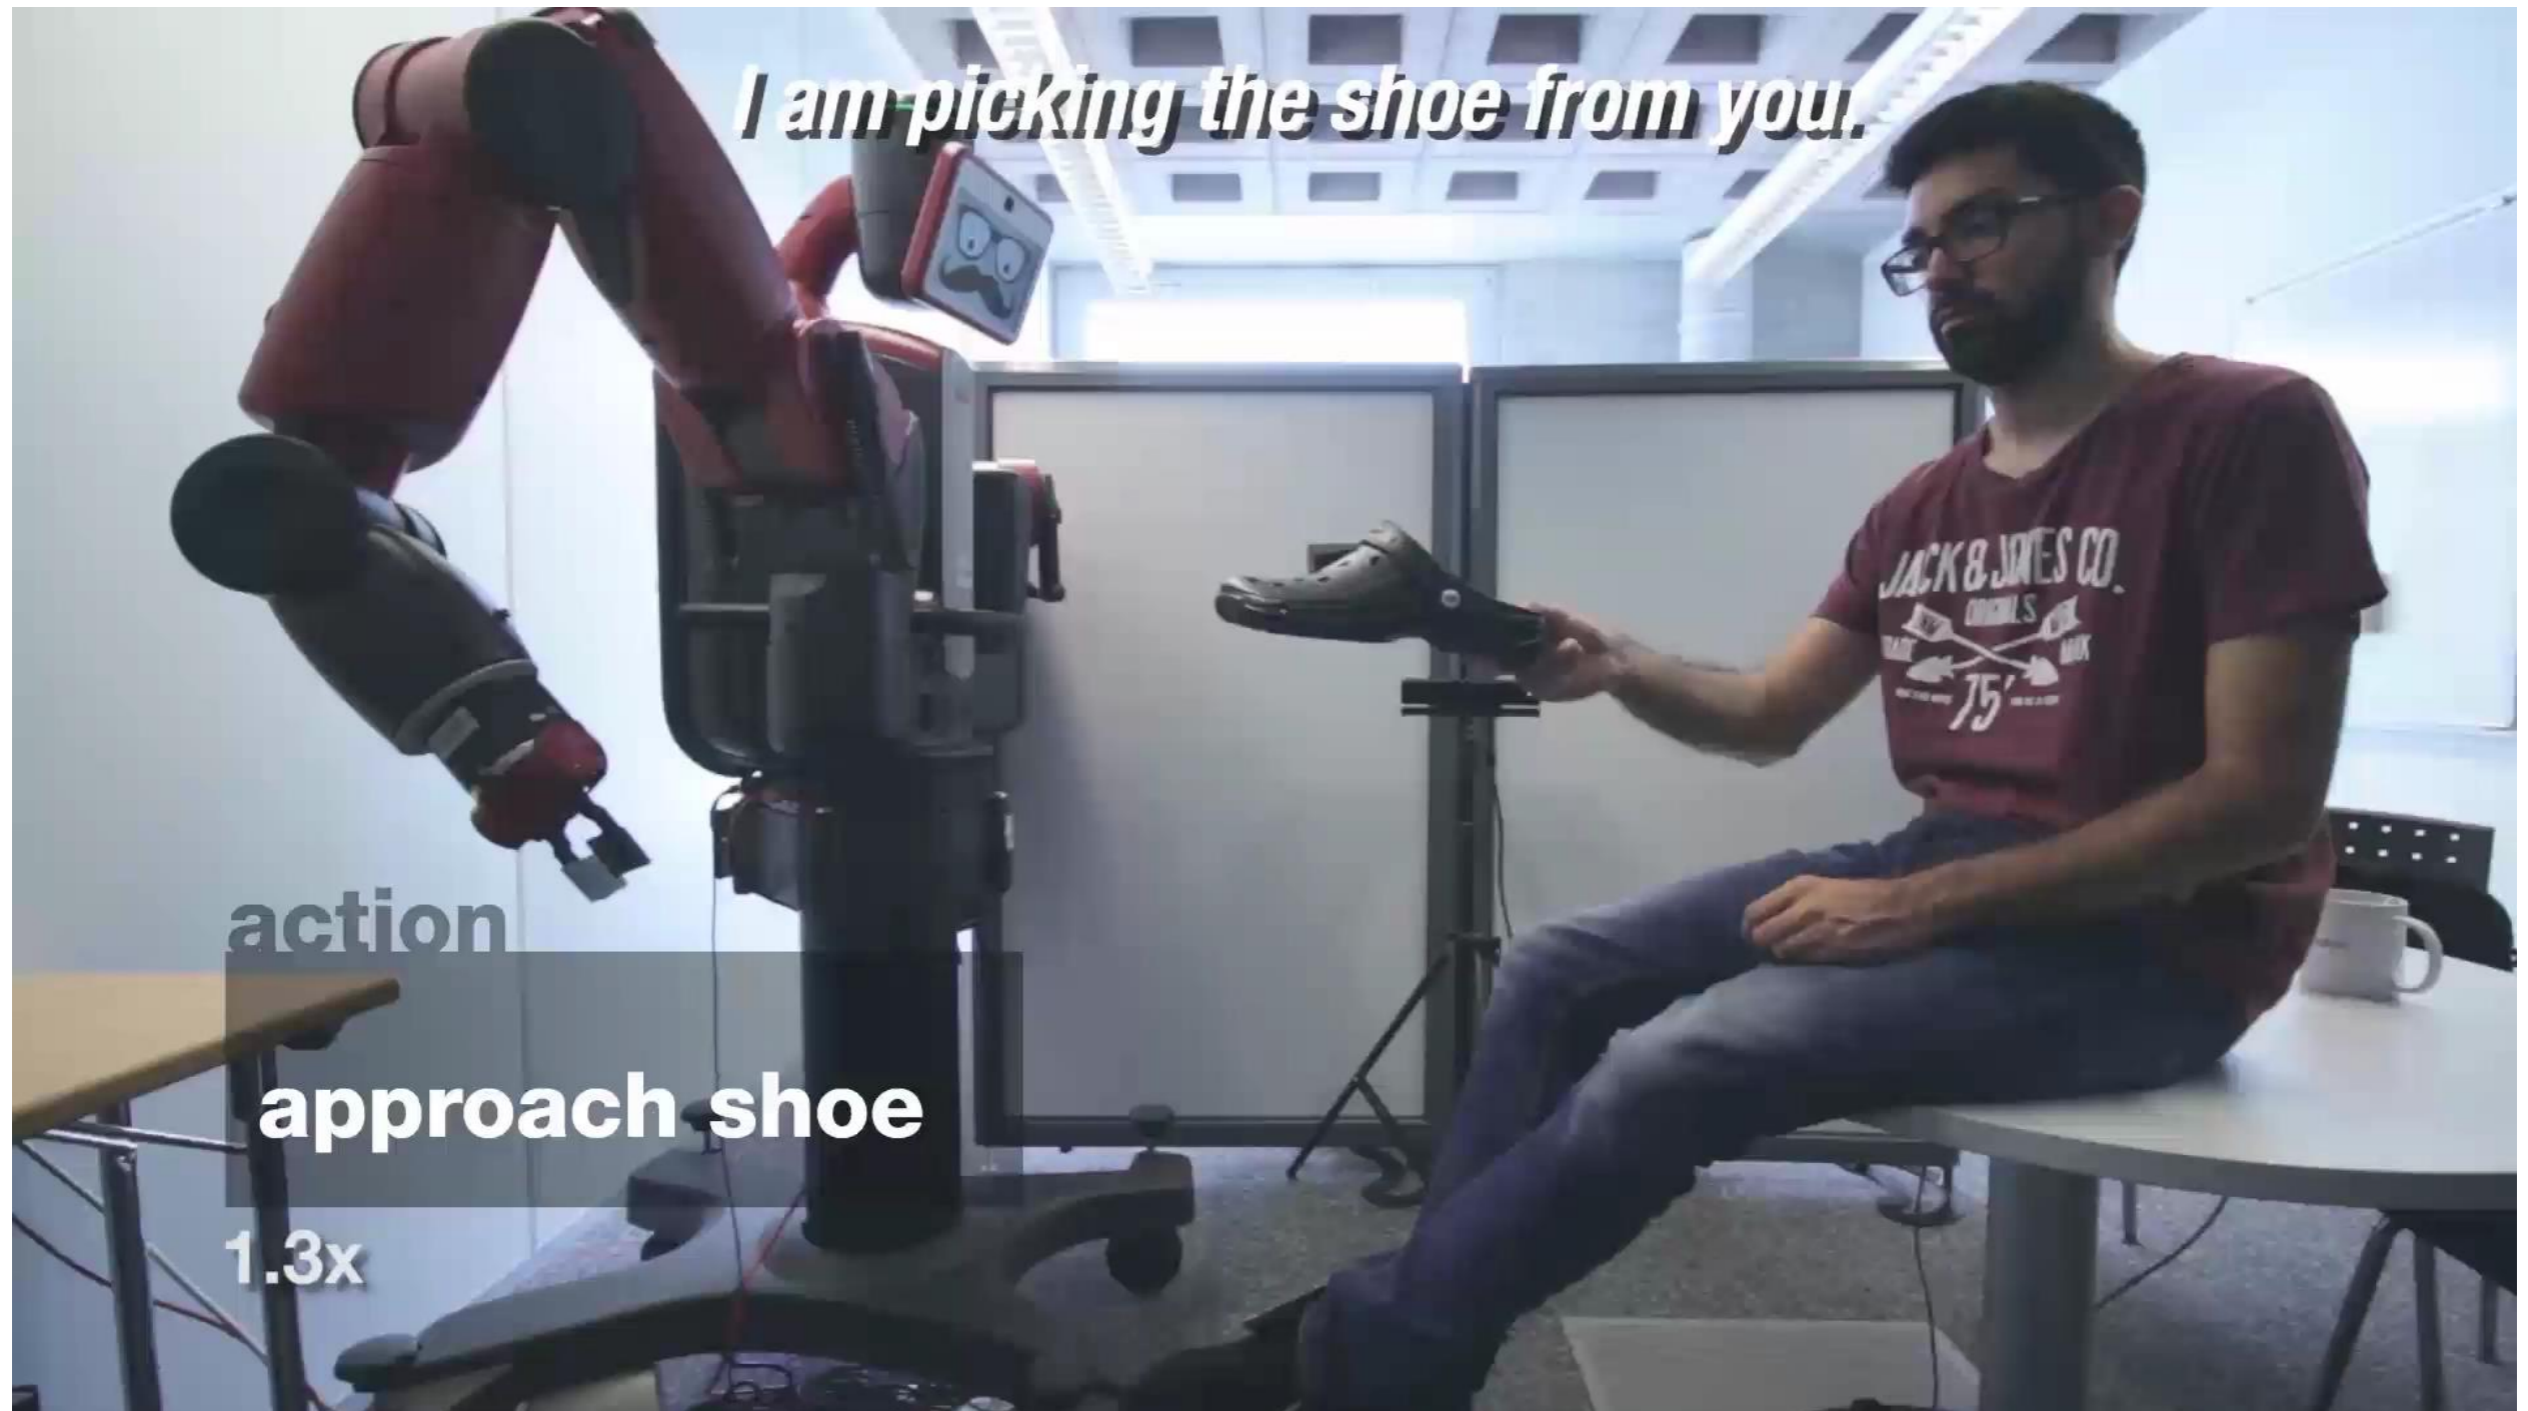 I am picking the shoe from you.
JACK & JONES CO.
ORIGINALS
75'
action
approach shoe
1.3x